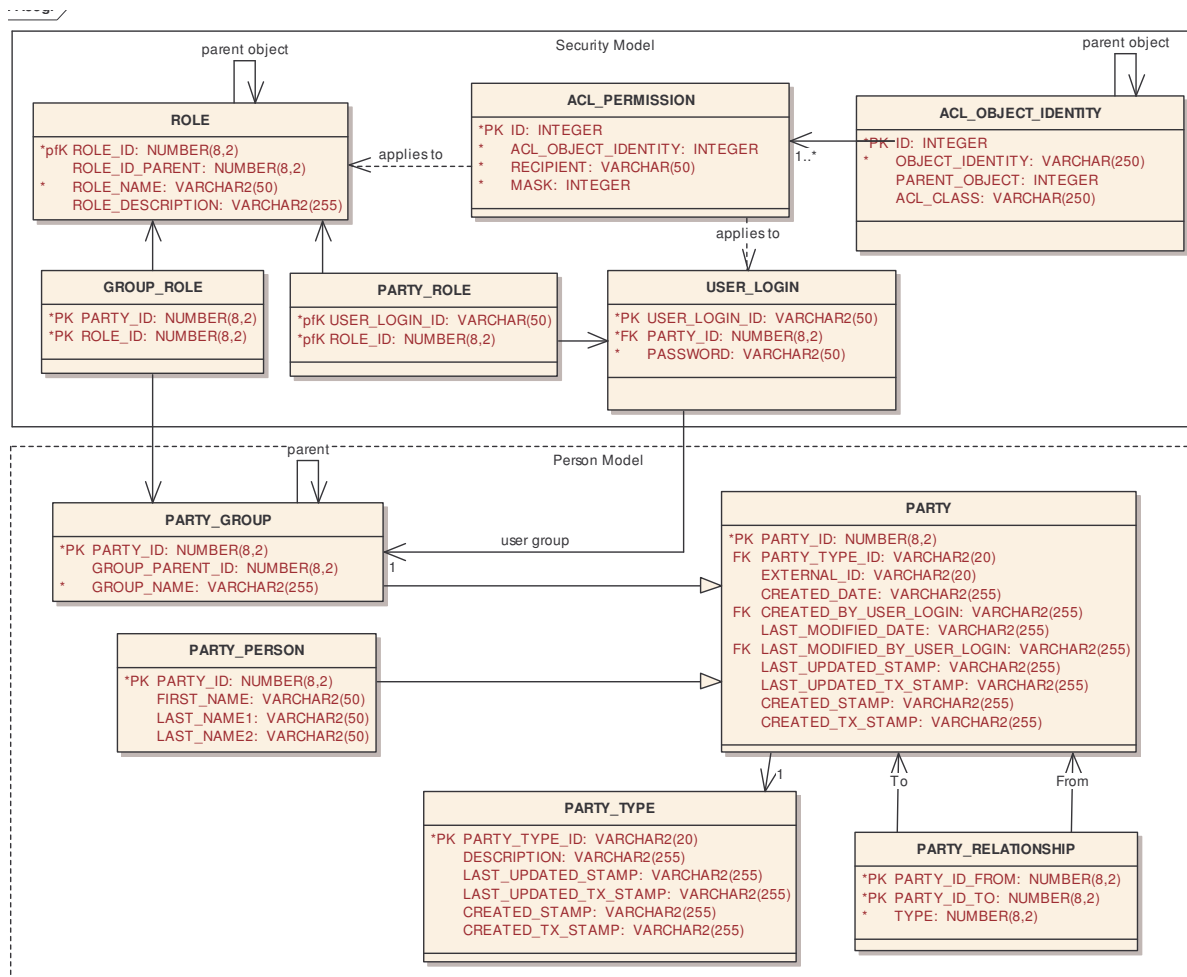 Security Model
parent object
ROLE
*pfK ROLE_ID: NUMBER(8,2)
ROLE_ID_PARENT: NUMBER(8,2)
* ROLE_NAME: VARCHAR2(50)
ROLE_DESCRIPTION: VARCHAR2(255)
applies to
ACL_PERMISSION
*PK ID: INTEGER
* ACL_OBJECT_IDENTITY: INTEGER
* RECIPIENT: VARCHAR(50)
* MASK: INTEGER
1..*
parent object
ACL_OBJECT_IDENTITY
*PK ID: INTEGER
* OBJECT_IDENTITY: VARCHAR(250)
PARENT_OBJECT: INTEGER
ACL_CLASS: VARCHAR(250)
applies to
GROUP_ROLE
*PK PARTY_ID: NUMBER(8,2)
*PK ROLE_ID: NUMBER(8,2)
PARTY_ROLE
*pfK USER_LOGIN_ID: VARCHAR(50)
*pfK ROLE_ID: NUMBER(8,2)
USER_LOGIN
*PK USER_LOGIN_ID: VARCHAR2(50)
*FK PARTY_ID: NUMBER(8,2)
* PASSWORD: VARCHAR2(50)
Person Model
parent
PARTY_GROUP
*PK PARTY_ID: NUMBER(8,2)
GROUP_PARENT_ID: NUMBER(8,2)
* GROUP_NAME: VARCHAR2(255)
user group
1
PARTY
*PK PARTY_ID: NUMBER(8,2)
FK PARTY_TYPE_ID: VARCHAR2(20)
EXTERNAL_ID: VARCHAR2(20)
CREATED_DATE: VARCHAR2(255)
FK CREATED_BY_USER_LOGIN: VARCHAR2(255)
LAST_MODIFIED_DATE: VARCHAR2(255)
FK LAST_MODIFIED_BY_USER_LOGIN: VARCHAR2(255)
LAST_UPDATED_STAMP: VARCHAR2(255)
LAST_UPDATED_TX_STAMP: VARCHAR2(255)
CREATED_STAMP: VARCHAR2(255)
CREATED_TX_STAMP: VARCHAR2(255)
PARTY_PERSON
*PK PARTY_ID: NUMBER(8,2)
FIRST_NAME: VARCHAR2(50)
LAST_NAME1: VARCHAR2(50)
LAST_NAME2: VARCHAR2(50)
1
To
From
PARTY_TYPE
*PK PARTY_TYPE_ID: VARCHAR2(20)
DESCRIPTION: VARCHAR2(255)
LAST_UPDATED_STAMP: VARCHAR2(255)
LAST_UPDATED_TX_STAMP: VARCHAR2(255)
CREATED_STAMP: VARCHAR2(255)
CREATED_TX_STAMP: VARCHAR2(255)
PARTY_RELATIONSHIP
*PK PARTY_ID_FROM: NUMBER(8,2)
*PK PARTY_ID_TO: NUMBER(8,2)
* TYPE: NUMBER(8,2)